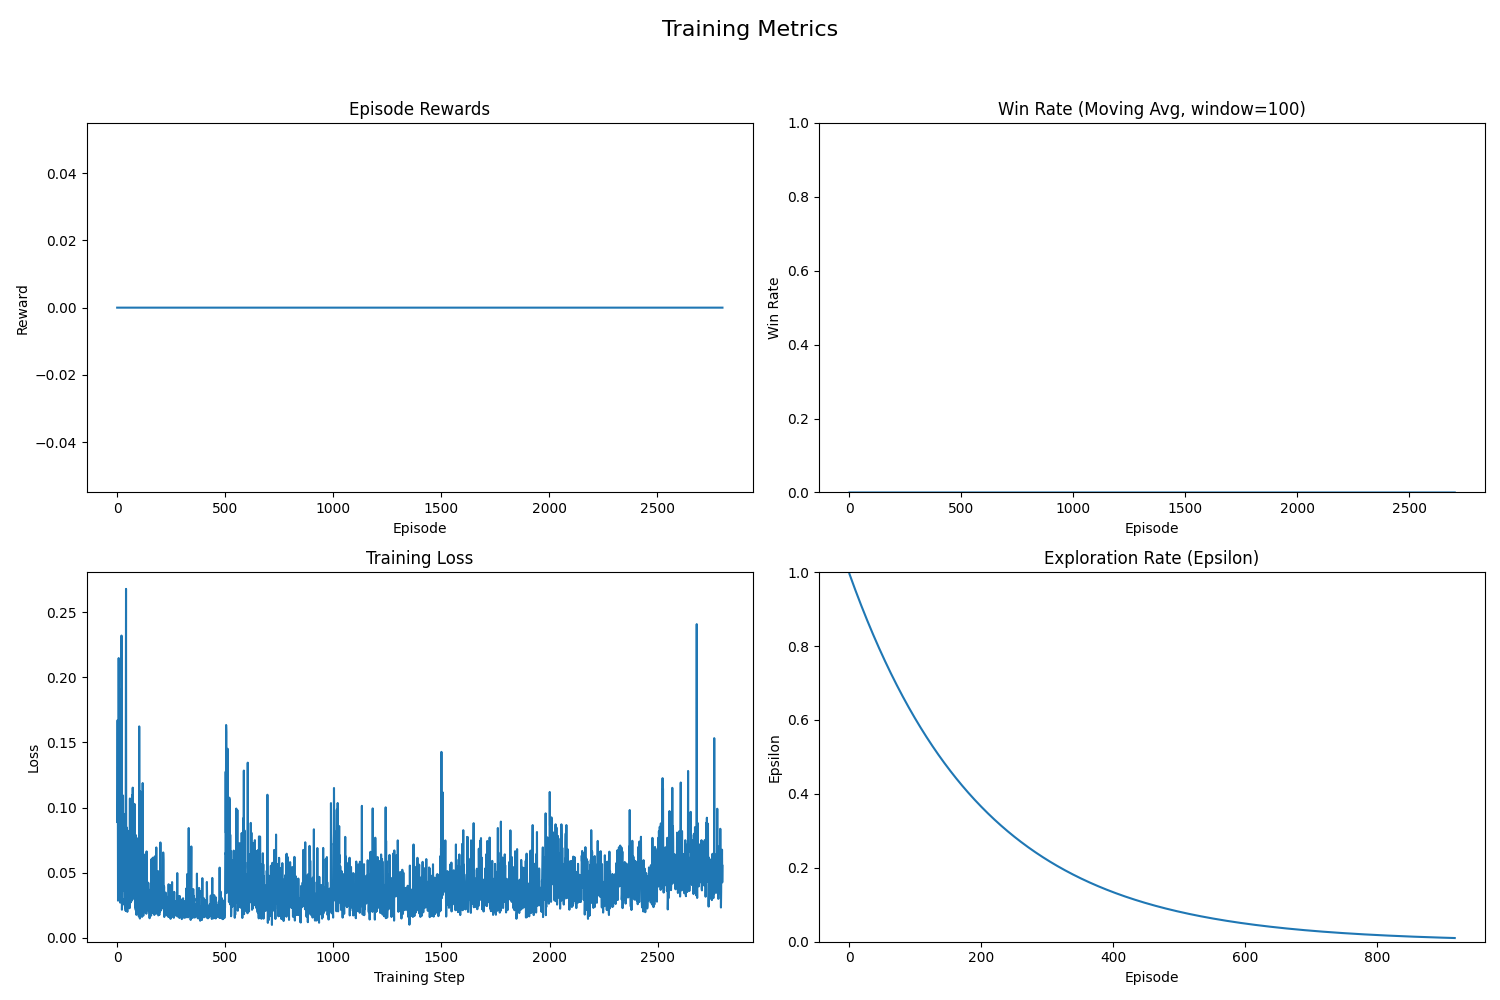 Training Metrics
Episode Rewards
Win Rate (Moving Avg, window=100)
0.04
0.02
0.00
−0.02
−0.04
Reward
0 500 1000 1500 2000 2500
Episode
1.0
0.8
0.6
0.4
0.2
0.0
Win Rate
0 500 1000 1500 2000 2500
Episode
Training Loss
0.25
0.20
0.15
0.10
0.05
0.00
Loss
0 500 1000 1500 2000 2500
Training Step
Exploration Rate (Epsilon)
1.0
0.8
0.6
0.4
0.2
0.0
Epsilon
0 200 400 600 800
Episode